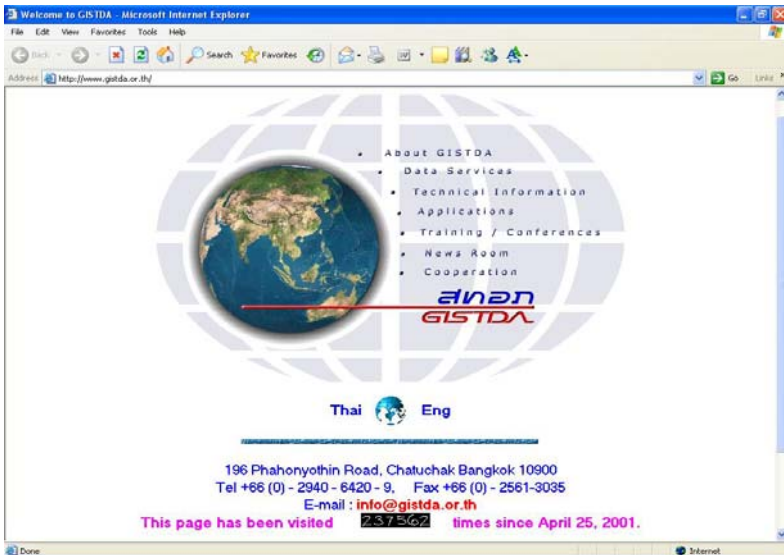 Welcome to GISTDA - Microsoft Internet Explorer
File Edit View Favorites Tools Help
Back Search Favorites
Address http://www.gistda.or.th/ Go Links
About GISTDA
Data Services
Technical Information
Applications
Training / Conferences
News Room
Cooperation
สทอภ
GISTDA
Thai Eng
196 Phahonyothin Road, Chatuchak Bangkok 10900
Tel +66 (0) - 2940 - 6420 - 9, Fax +66 (0) - 2561-3035
E-mail : info@gistda.or.th
This page has been visited 237562 times since April 25, 2001.
Done Internet